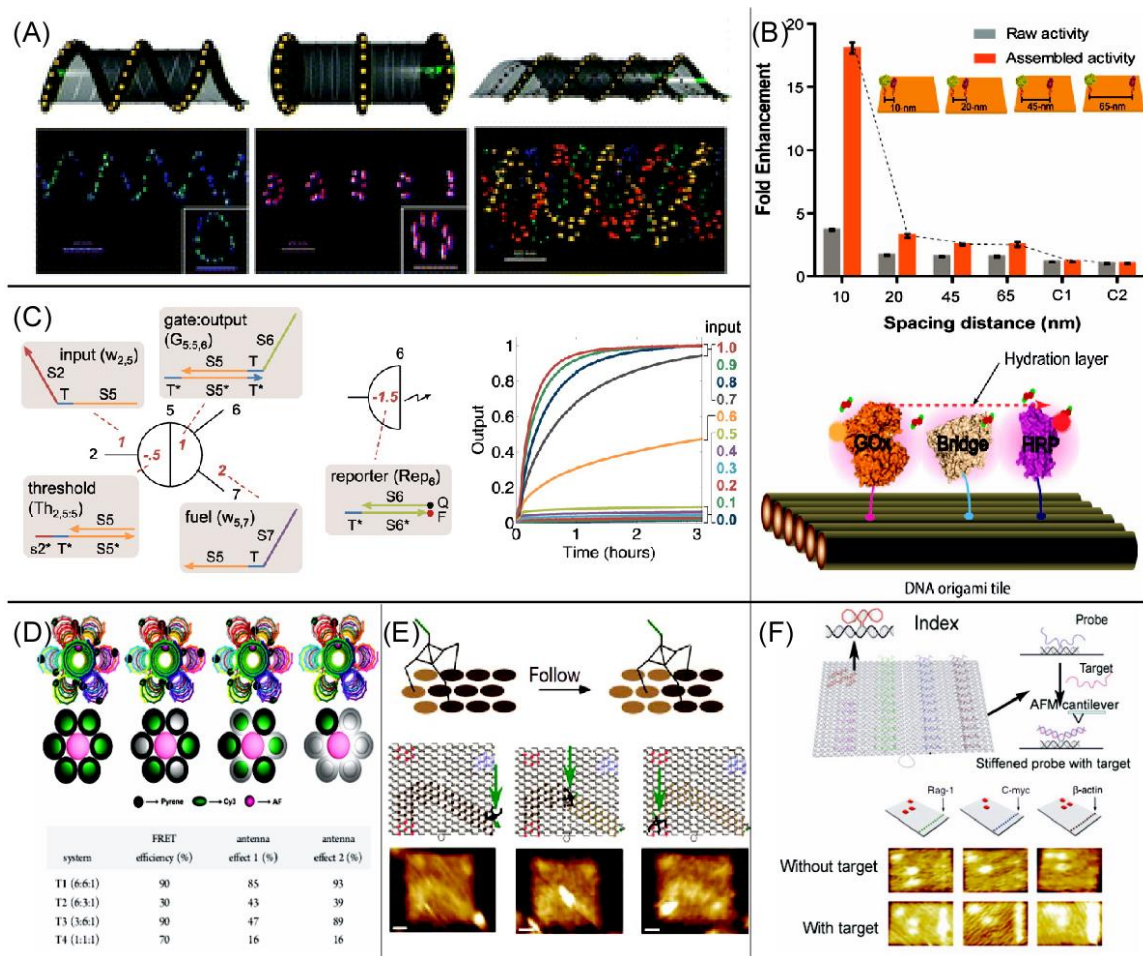 (A)
(B)
20
15
10
5
0
Fold Enhancement
Raw activity
Assembled activity
10-nm
20-nm
45-nm
65-nm
10 20 45 65 C1 C2
Spacing distance (nm)
Hydration layer
GOx
Bridge
HRP
DNA origami tile
(C)
gate:output
(G5,5,6)
S6
S5 T
T* S5* T*
input (w2,5)
S2
T S5
5
6
2
1
1
-.5
2
7
threshold
(Th2,5:5)
S5
s2* T* S5*
fuel (w5,7)
S7
S5 T
6
-1.5
reporter (Rep6)
S6
Q
F
T* S6*
Output
1
0.8
0.6
0.4
0.2
0
0 1 2 3
Time (hours)
input
1.0
0.9
0.8
0.7
0.6
0.5
0.4
0.3
0.2
0.1
0.0
(D)
Pyrene
Cy3
AF
system FRET efficiency (%) antenna effect 1 (%) antenna effect 2 (%)
T1 (6:6:1) 90 85 93
T2 (6:3:1) 30 43 39
T3 (3:6:1) 90 47 89
T4 (1:1:1) 70 16 16
(E)
Follow
(F)
Index
Probe
Target
AFM cantilever
Stiffened probe with target
Rag-1
C-myc
β-actin
Without target
With target